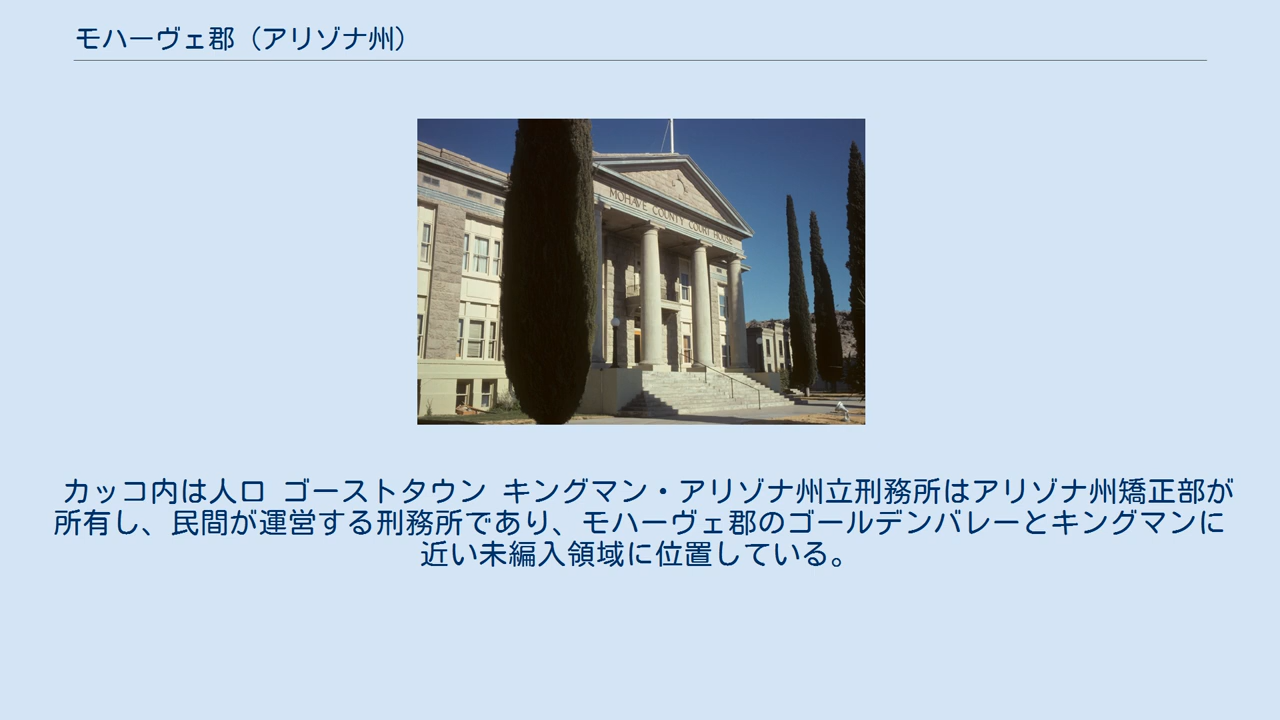 モハーヴェ郡（アリゾナ州）
MOHAVE COUNTY COURT HOUSE
カッコ内は人口 ゴーストタウン キングマン・アリゾナ州立刑務所はアリゾナ州矯正部が
所有し、民間が運営する刑務所であり、モハーヴェ郡のゴールデンバレーとキングマンに
近い未編入領域に位置している。